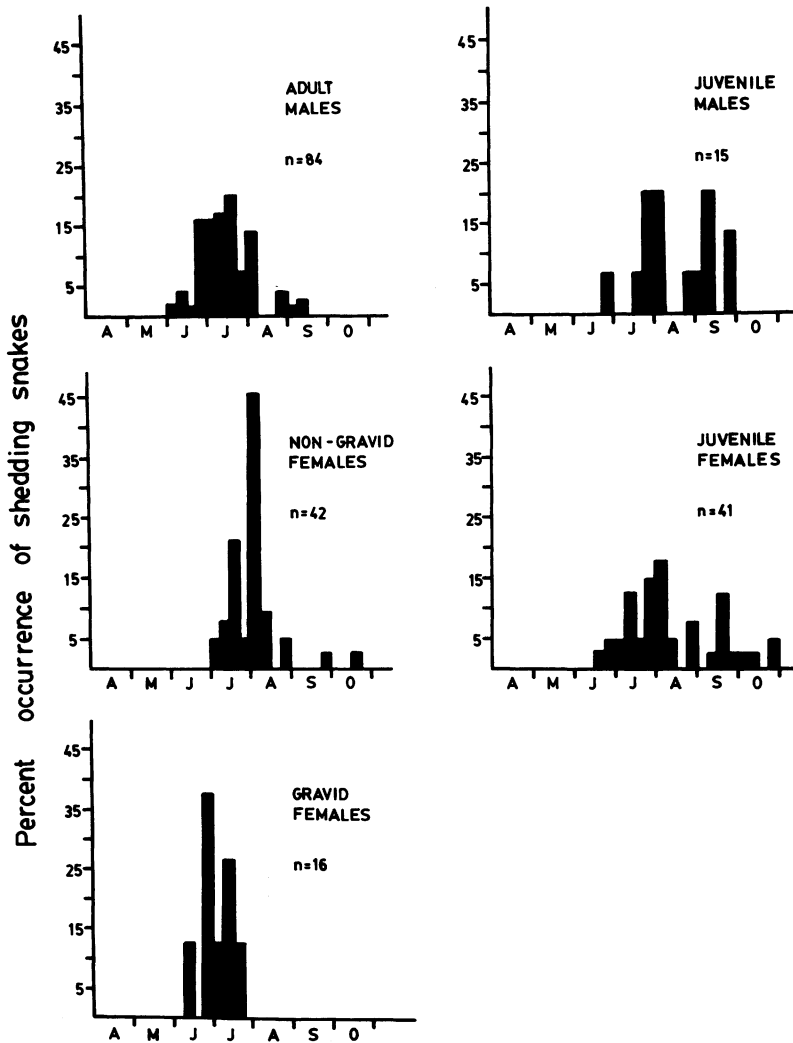 Percent occurrence of shedding snakes
45
35
25
15
5
ADULT
MALES
n=84
A M J J A S O
45
35
25
15
5
JUVENILE
MALES
n=15
A M J J A S O
45
35
25
15
5
NON-GRAVID
FEMALES
n=42
A M J J A S O
45
35
25
15
5
JUVENILE
FEMALES
n=41
A M J J A S O
45
35
25
15
5
GRAVID
FEMALES
n=16
A M J J A S O